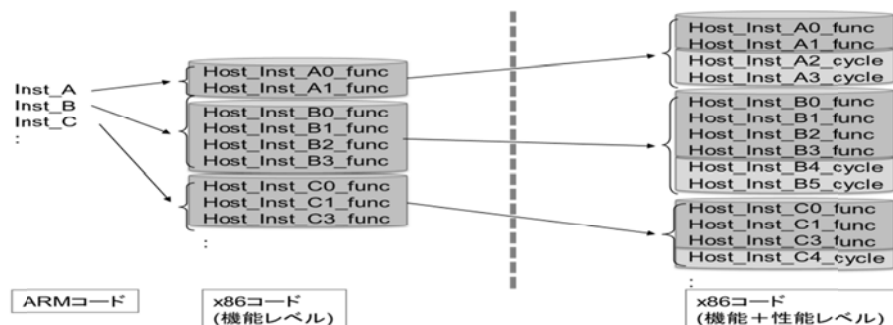 Inst_A
Inst_B
Inst_C
:
Host_Inst_A0_func
Host_Inst_A1_func
Host_Inst_B0_func
Host_Inst_B1_func
Host_Inst_B2_func
Host_Inst_B3_func
Host_Inst_C0_func
Host_Inst_C1_func
Host_Inst_C3_func
:
Host_Inst_A0_func
Host_Inst_A1_func
Host_Inst_A2_cycle
Host_Inst_A3_cycle
Host_Inst_B0_func
Host_Inst_B1_func
Host_Inst_B2_func
Host_Inst_B3_func
Host_Inst_B4_cycle
Host_Inst_B5_cycle
Host_Inst_C0_func
Host_Inst_C1_func
Host_Inst_C3_func
Host_Inst_C4_cycle
:
ARMコード
x86コード
(機能レベル)
x86コード
(機能＋性能レベル)